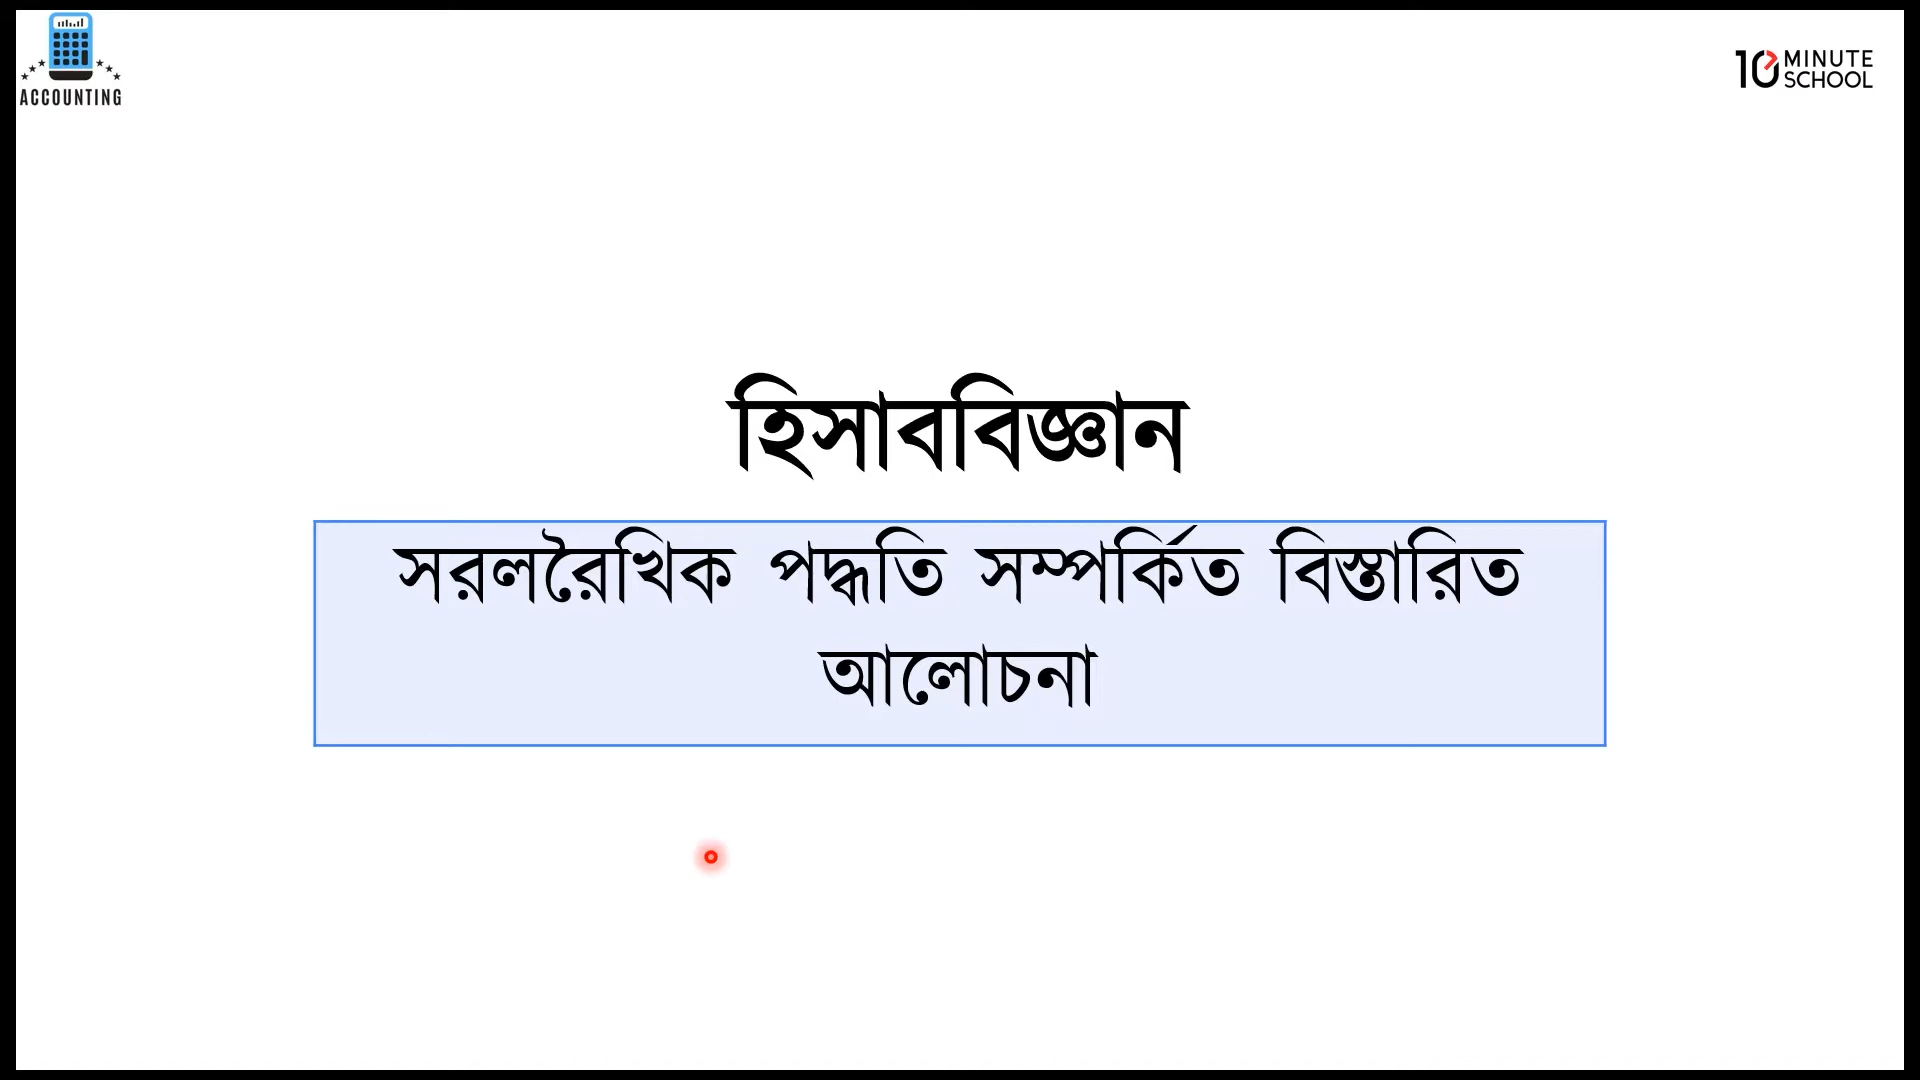 ACCOUNTING
10 MINUTE
SCHOOL
হিসাববিজ্ঞান
সরলরৈখিক পদ্ধতি সম্পর্কিত বিস্তারিত
আলোচনা